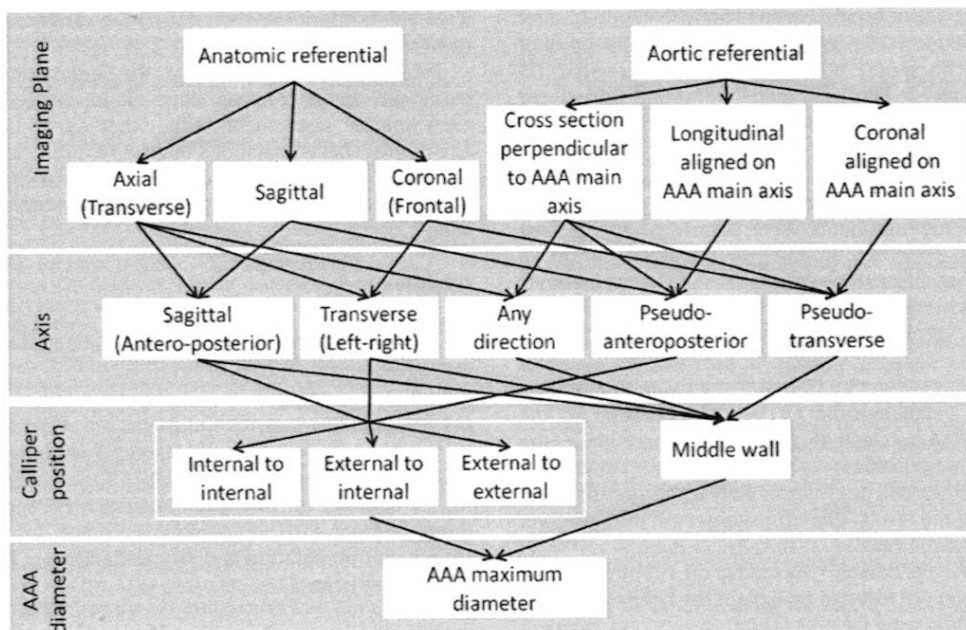 Imaging Plane
Anatomic referential
Aortic referential
Axial
(Transverse)
Sagittal
Coronal
(Frontal)
Cross section
perpendicular
to AAA main
axis
Longitudinal
aligned on
AAA main axis
Coronal
aligned on
AAA main axis
Axis
Sagittal
(Antero-posterior)
Transverse
(Left-right)
Any
direction
Pseudo-
anteroposterior
Pseudo-
transverse
Calliper
position
Internal to
internal
External to
internal
External to
external
Middle wall
AAA
diameter
AAA maximum
diameter